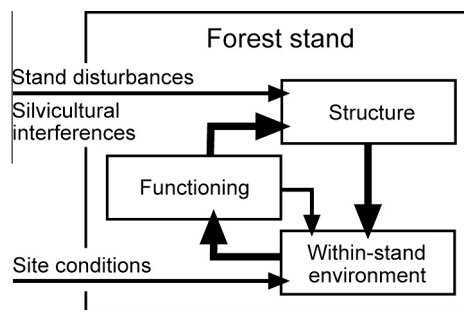 Forest stand
Stand disturbances
Silvicultural
interferences
Structure
Functioning
Within-stand
environment
Site conditions